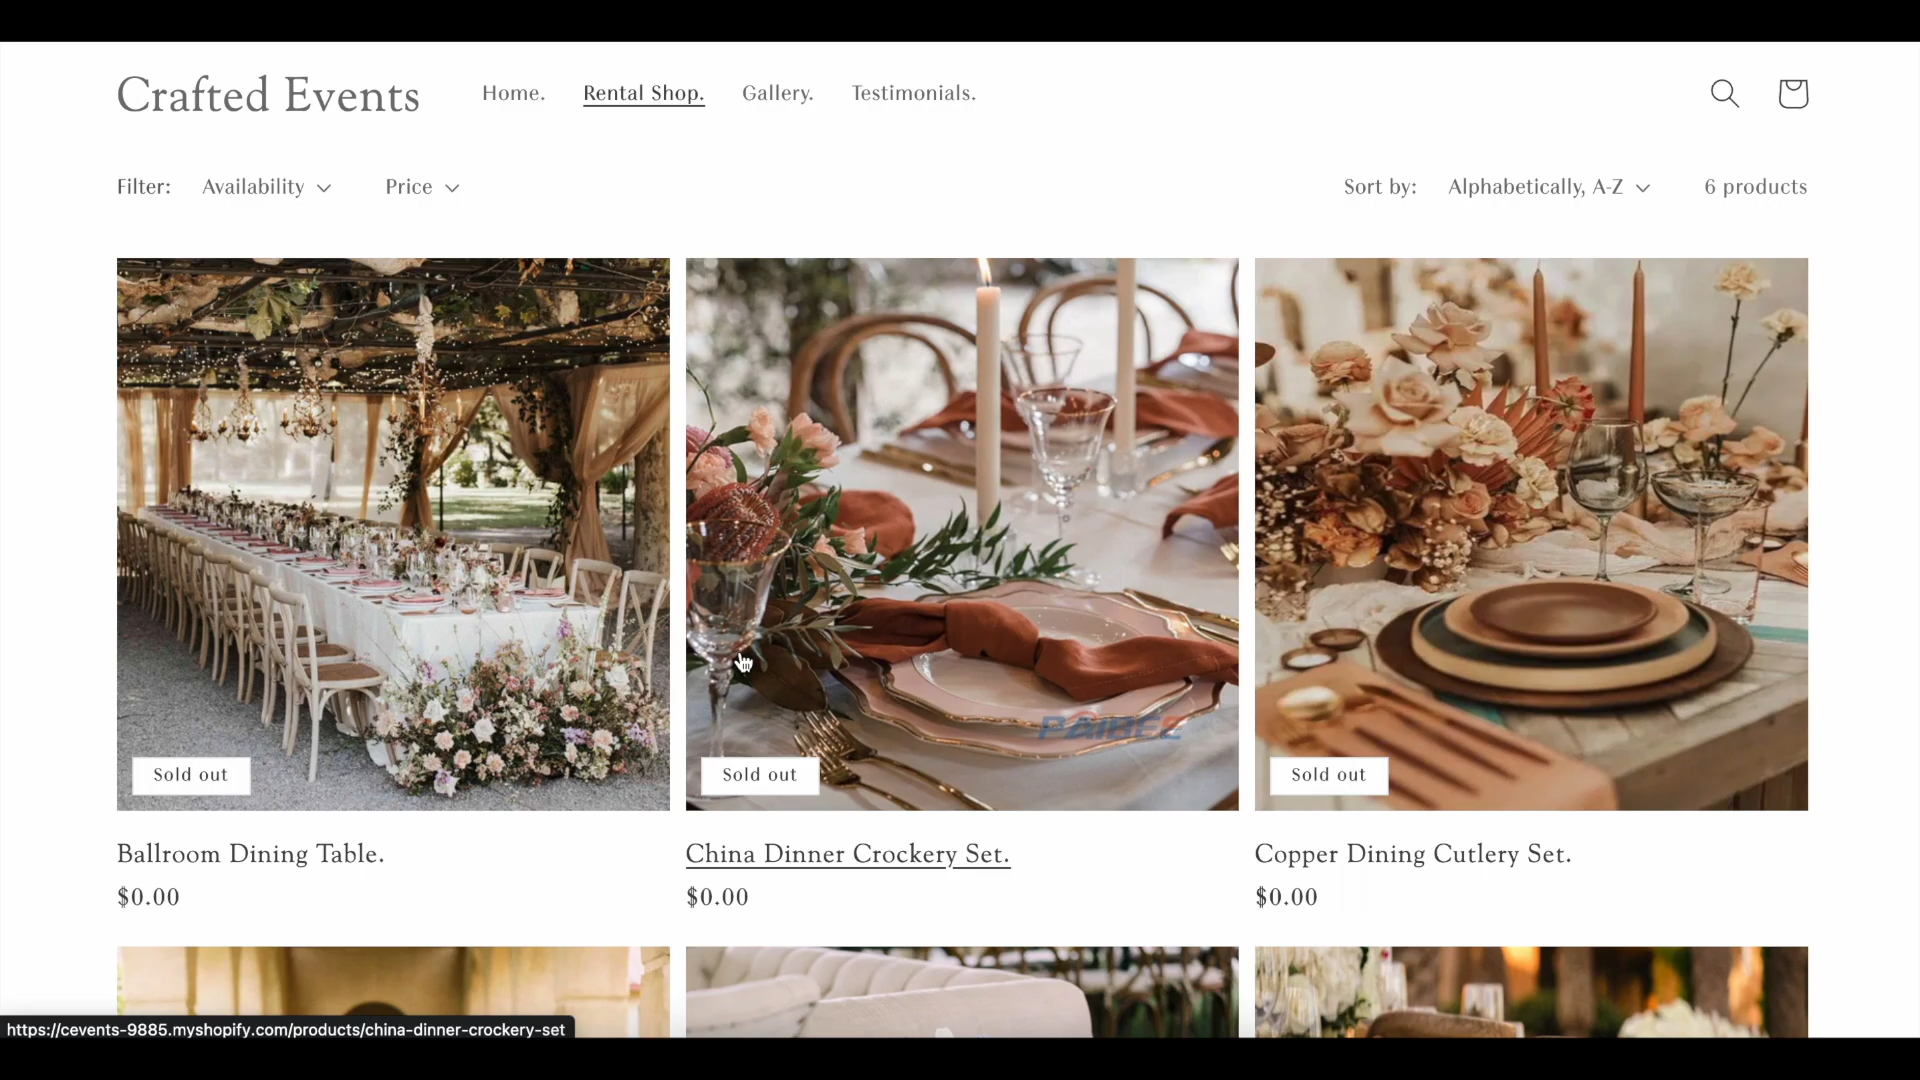 Crafted Events
Home. Rental Shop. Gallery. Testimonials.
Filter: Availability Price Sort by: Alphabetically, A-Z 6 products
PAIBEE
Sold out Sold out Sold out
Ballroom Dining Table. China Dinner Crockery Set. Copper Dining Cutlery Set.
$0.00 $0.00 $0.00
https://cevents-9885.myshopify.com/products/china-dinner-crockery-set